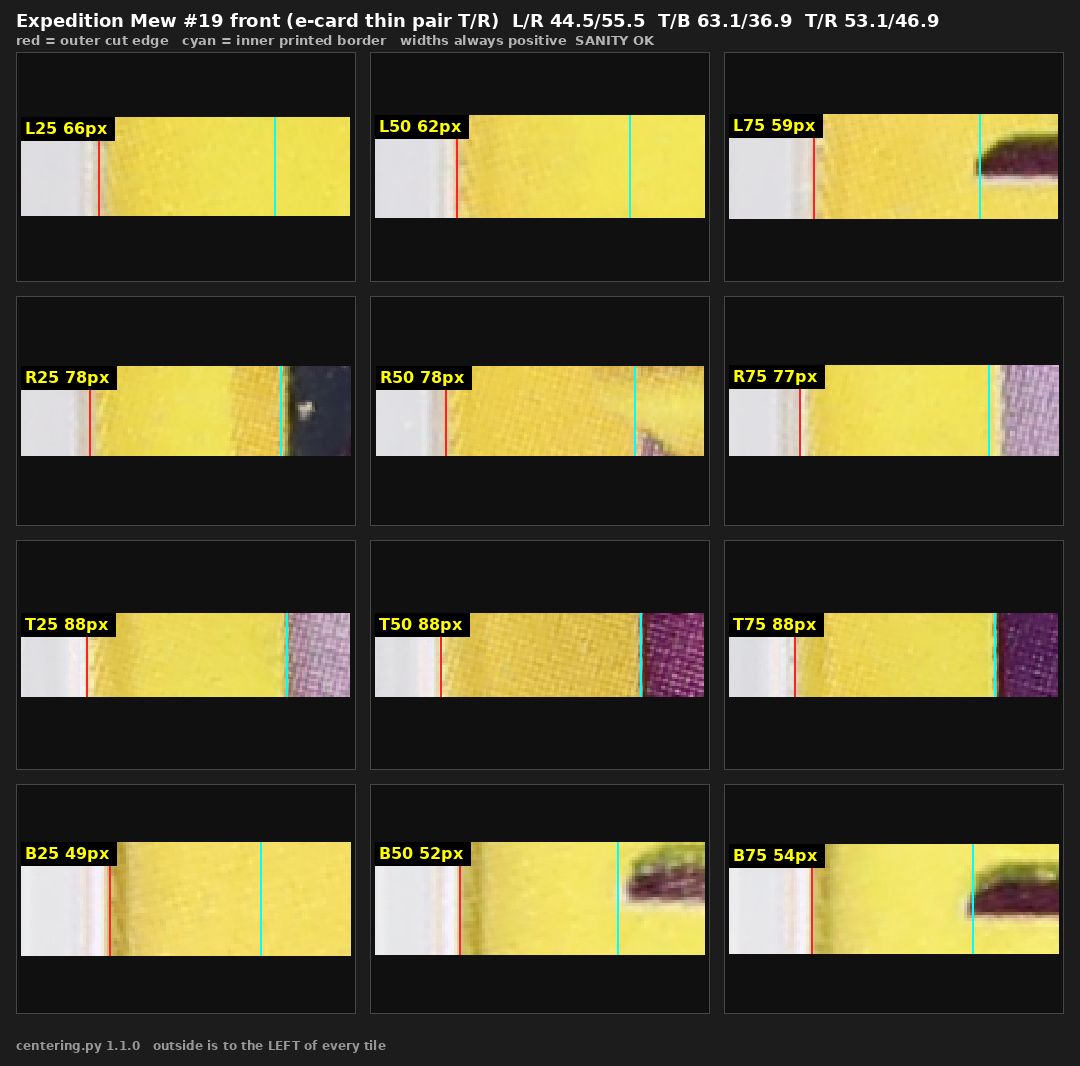 Expedition Mew #19 front (e-card thin pair T/R)  L/R 44.5/55.5  T/B 63.1/36.9  T/R 53.1/46.9
red = outer cut edge   cyan = inner printed border   widths always positive  SANITY OK
L25 66px
L50 62px
L75 59px
R25 78px
R50 78px
R75 77px
T25 88px
T50 88px
T75 88px
B25 49px
B50 52px
B75 54px
centering.py 1.1.0   outside is to the LEFT of every tile